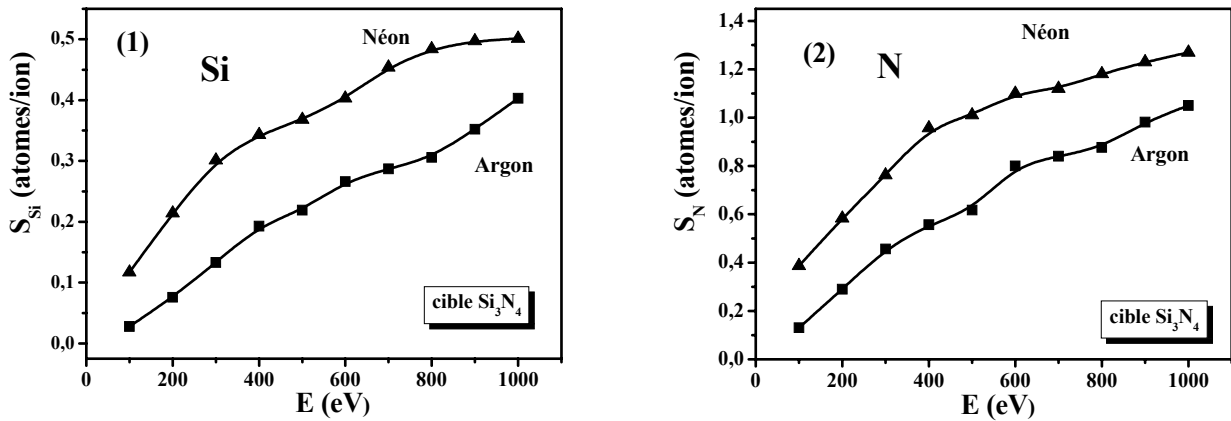 (1)
Si
Néon
Argon
cible Si₃N₄
S_Si (atomes/ion)
0,5
0,4
0,3
0,2
0,1
0,0
0 200 400 600 800 1000
E (eV)
(2)
N
Néon
Argon
cible Si₃N₄
S_N (atomes/ion)
1,4
1,2
1,0
0,8
0,6
0,4
0,2
0,0
0 200 400 600 800 1000
E (eV)